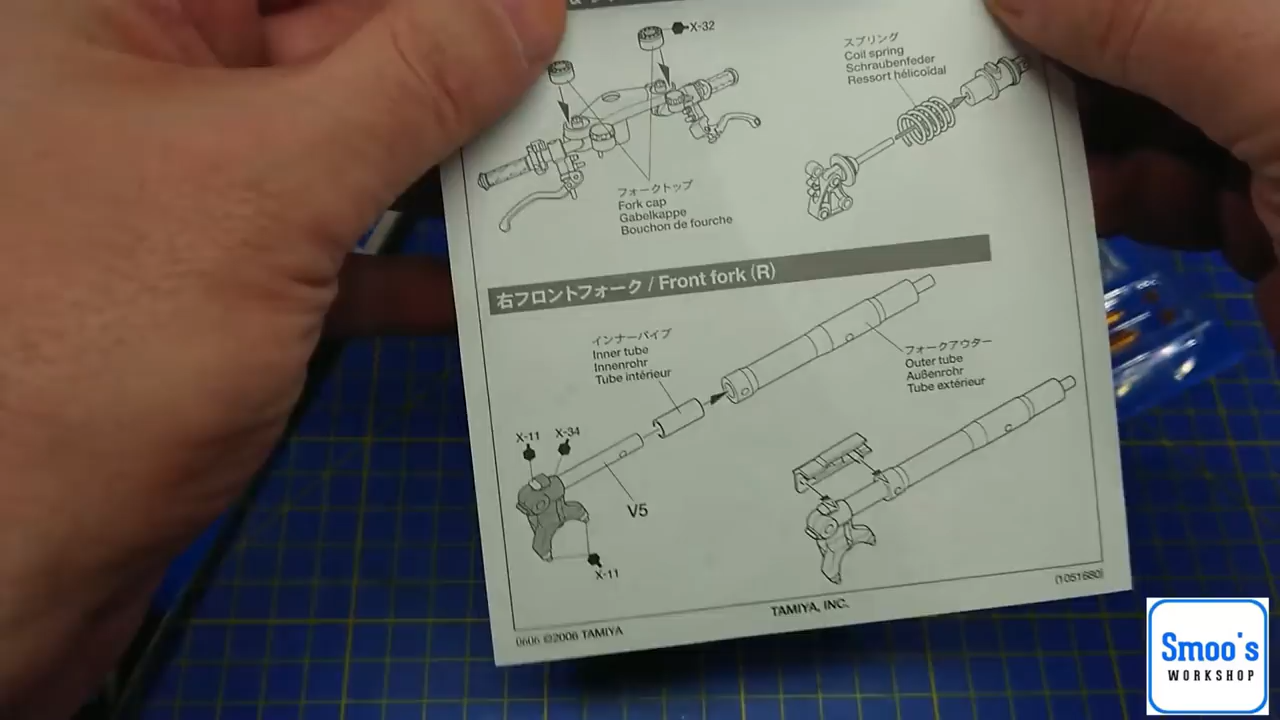 X-32
スプリング
Coil spring
Schraubenfeder
Ressort hélicoïdal
フォークトップ
Fork cap
Gabelkappe
Bouchon de fourche
右フロントフォーク / Front fork (R)
インナーパイプ
Inner tube
Innenrohr
Tube intérieur
フォークアウター
Outer tube
Außenrohr
Tube extérieur
X-11
X-34
V5
X-11
0606 ©2006 TAMIYA
TAMIYA, INC.
(1051680)
Smoo's
WORKSHOP